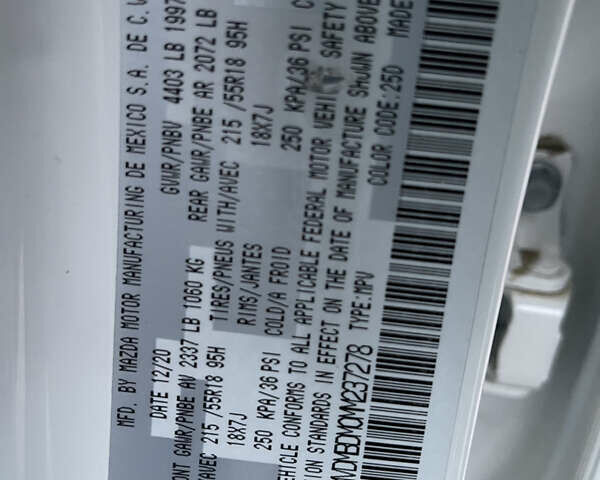 MFD. BY MAZDA MOTOR MANUFACTURING DE MEXICO S.A. DE C.V
DATE 12/20 GVWR/PNBV 4403 LB 1997
ONT GAWR/PNBE AV 2337 LB 1060 KG REAR GAWR/PNBE AR 2072 LB
AVEC 215 /55R18 95H TIRES/PNEUS WITH/AVEC 215 /55R18 95H
18X7J RIMS/JANTES 18X7J
250 KPA/36 PSI COLD/A FROID 250 KPA/36 PSI C
EHICLE CONFORMS TO ALL APPLICABLE FEDERAL MOTOR VEHICLE SAFETY
ION STANDARDS IN EFFECT ON THE DATE OF MANUFACTURE SHOWN ABOVE
TYPE:MPV COLOR CODE:25D MADE